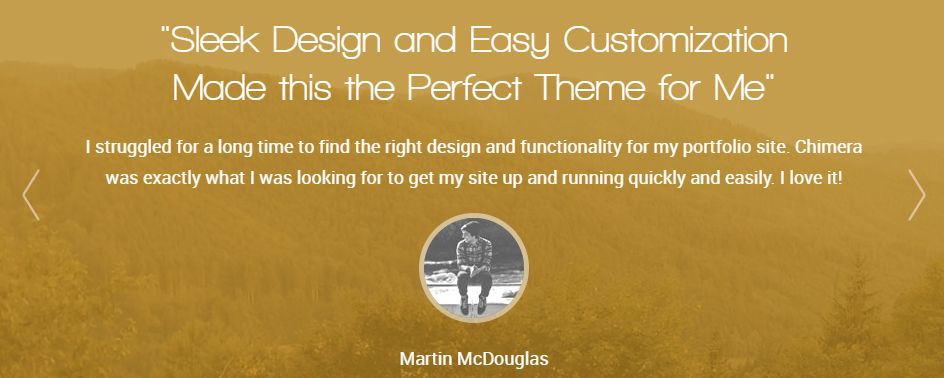 "Sleek Design and Easy Customization
Made this the Perfect Theme for Me"
I struggled for a long time to find the right design and functionality for my portfolio site. Chimera
was exactly what I was looking for to get my site up and running quickly and easily. I love it!
Martin McDouglas